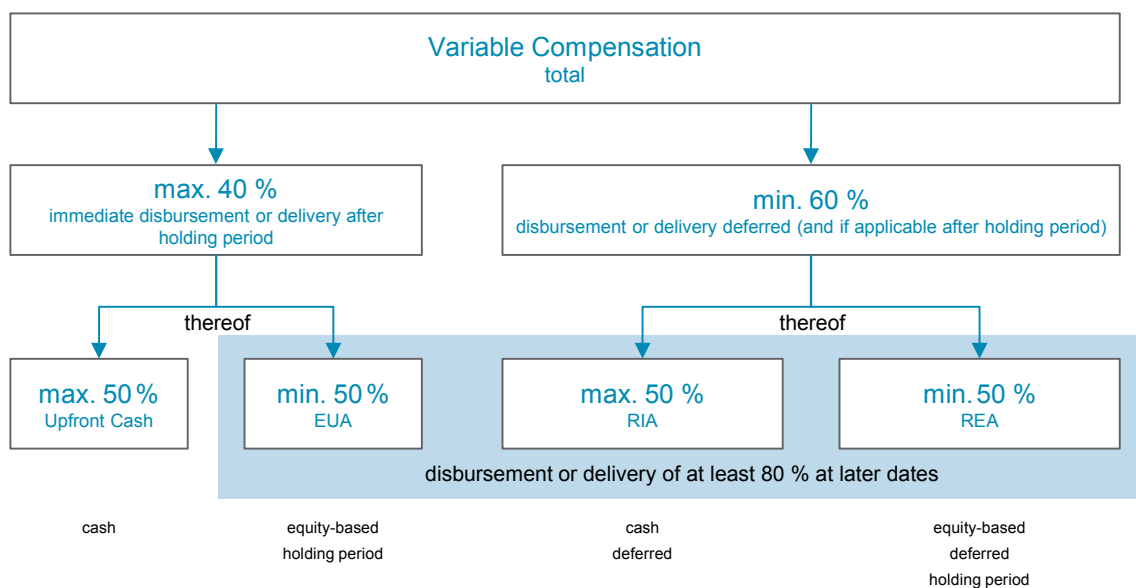 Variable Compensation
total
max. 40 %
immediate disbursement or delivery after
holding period
min. 60 %
disbursement or delivery deferred (and if applicable after holding period)
thereof
thereof
max. 50 %
Upfront Cash
min. 50 %
EUA
max. 50 %
RIA
min. 50 %
REA
disbursement or delivery of at least 80 % at later dates
cash
equity-based
holding period
cash
deferred
equity-based
deferred
holding period